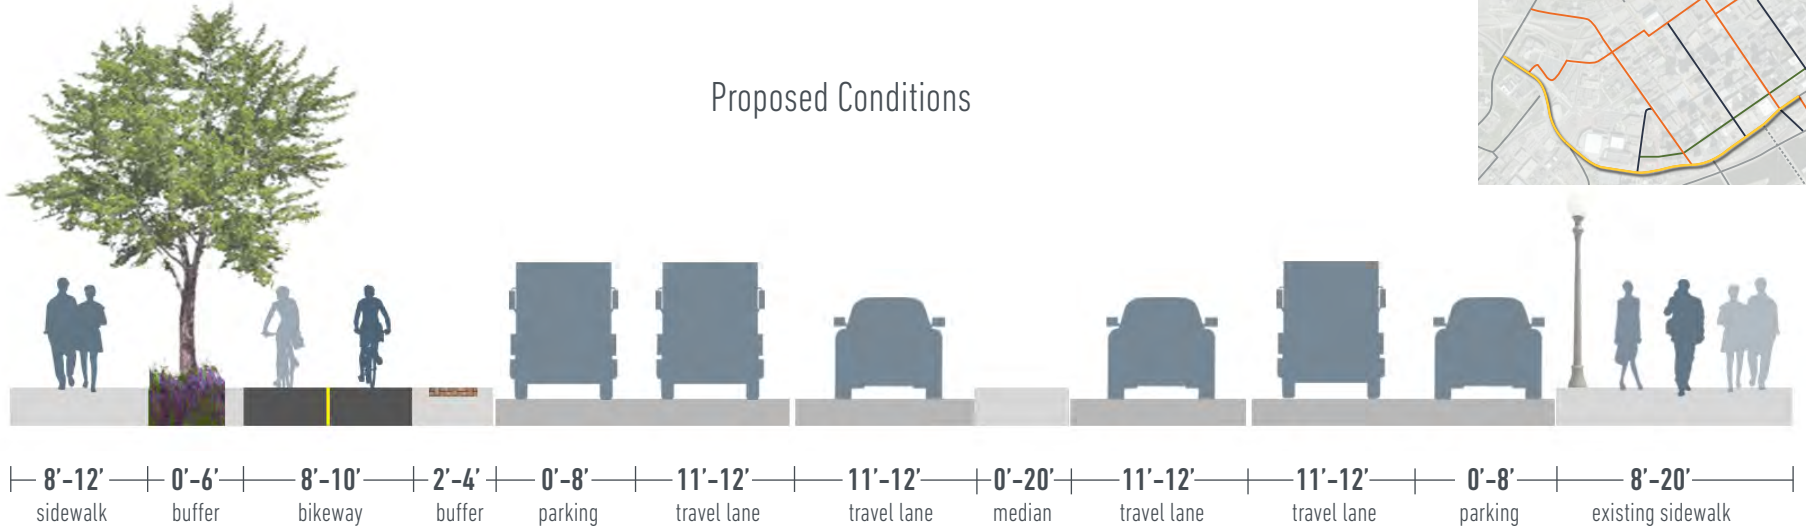 Proposed Conditions
8’-12’ 0’-6’ 8’-10’ 2’-4’ 0’-8’ 11’-12’ 11’-12’ 0’-20’ 11’-12’ 11’-12’ 0’-8’ 8’-20’
sidewalk buffer bikeway buffer parking travel lane travel lane median travel lane travel lane parking existing sidewalk